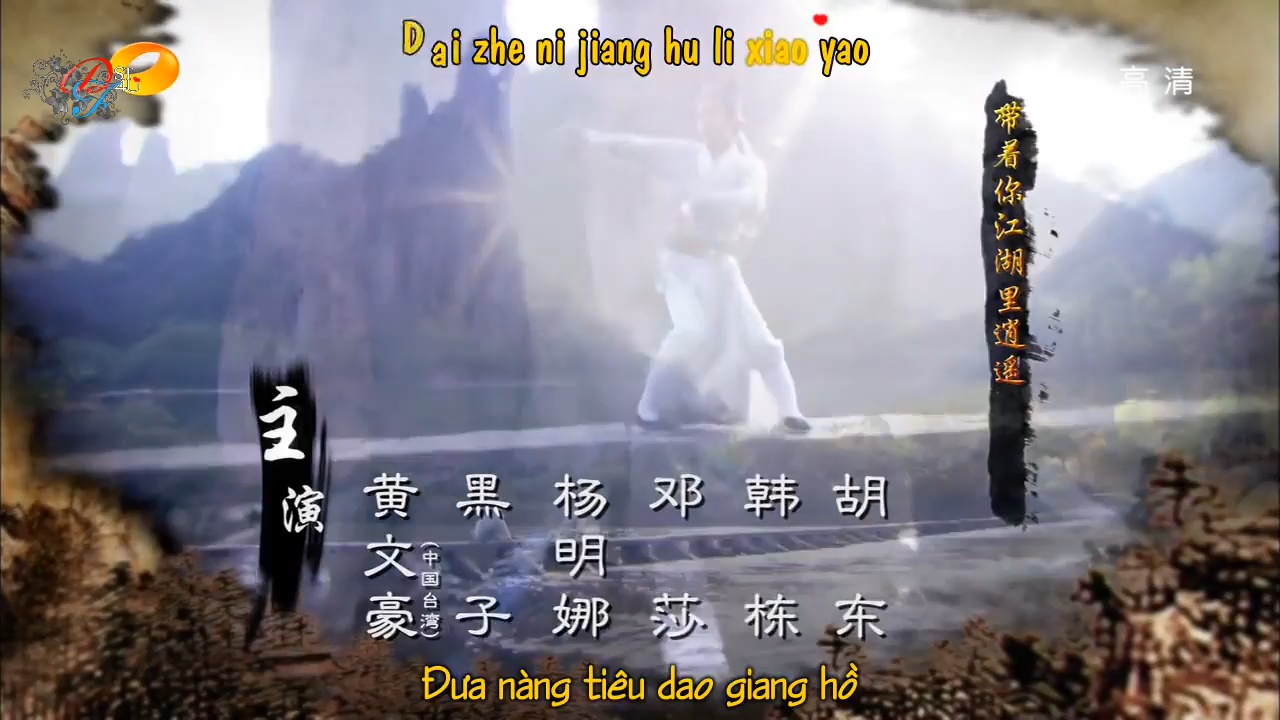 Dai zhe ni jiang hu li xiao yao
高清
带着你江湖里逍遥
主演
黄文豪
(中国台湾)
黑子
杨明娜
邓莎
韩栋
胡东
Đưa nàng tiêu dao giang hồ